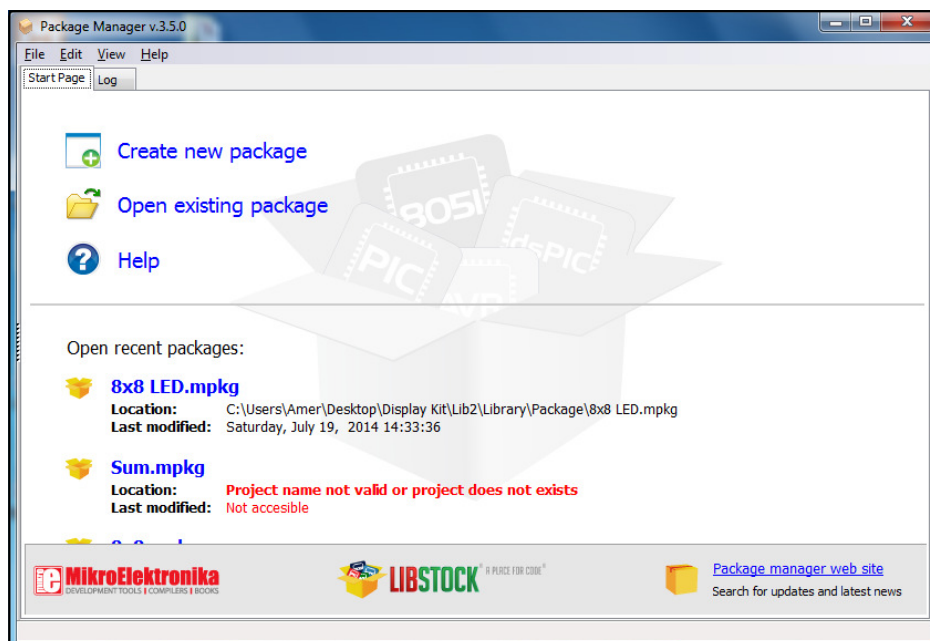 Package Manager v.3.5.0
File Edit View Help
Start Page Log
Create new package
Open existing package
Help
8051
dsPIC
PIC
AVR
Open recent packages:
8x8 LED.mpkg
Location: C:\Users\Amer\Desktop\Display Kit\Lib2\Library\Package\8x8 LED.mpkg
Last modified: Saturday, July 19, 2014 14:33:36
Sum.mpkg
Location: Project name not valid or project does not exists
Last modified: Not accesible
MikroElektronika
DEVELOPMENT TOOLS | COMPILERS | BOOKS
LIBSTOCK® A PLACE FOR CODE®
Package manager web site
Search for updates and latest news